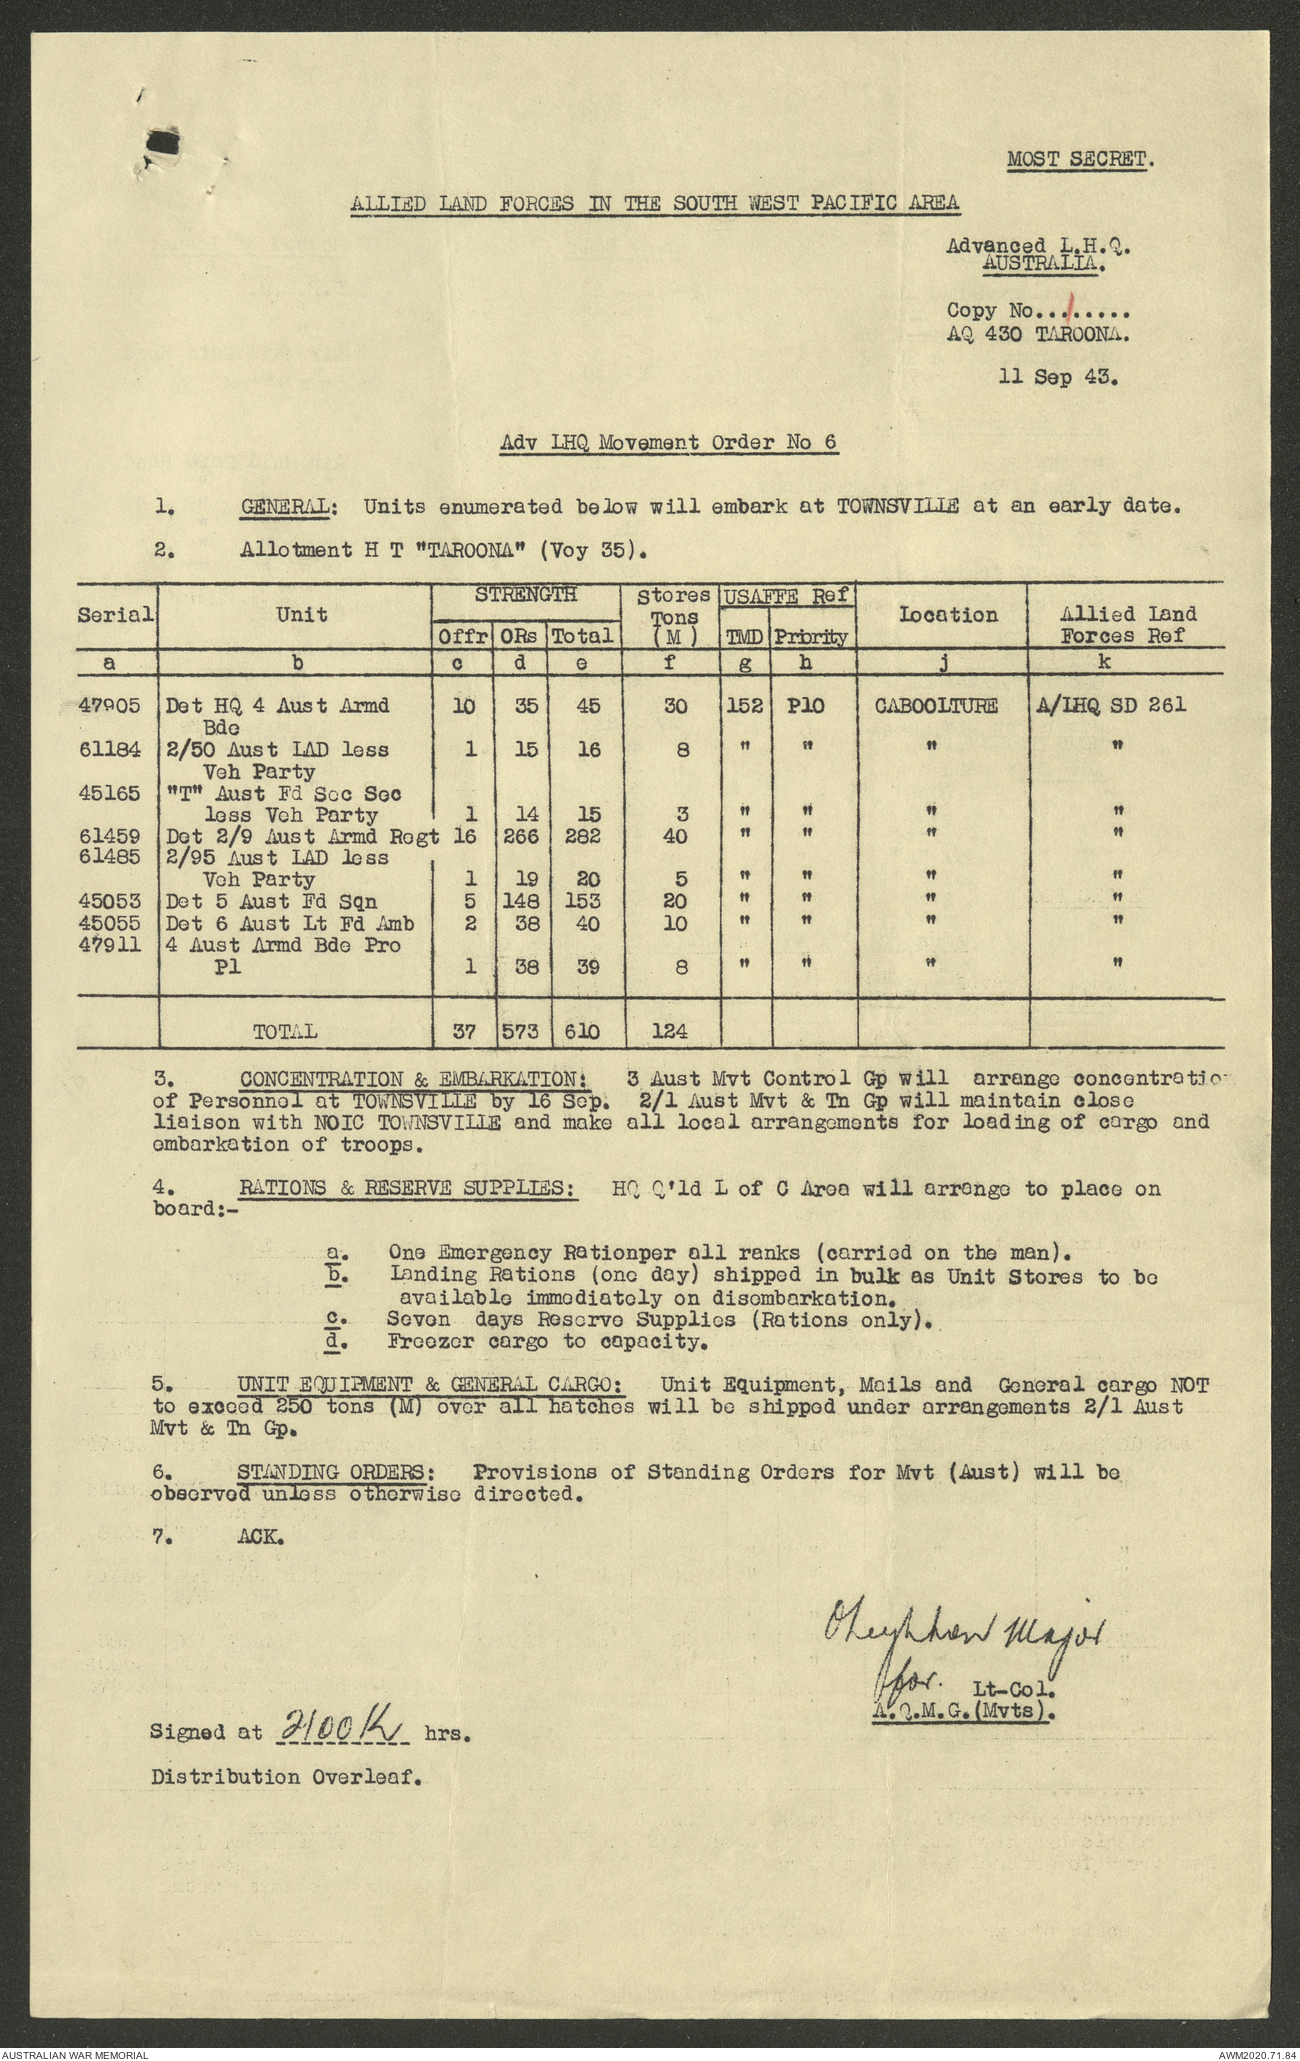 MOST SECRET.
ALLIED LAND FORCES IN THE SOUTH WEST PACIFIC AREA
Advanced L.H.Q.
AUSTRALIA.
Copy No...1.....
AQ 430 TAROONA.
11 Sep 43.
Adv LHQ Movement Order No 6
1. GENERAL: Units enumerated below will embark at TOWNSVILLE at an early date.
2. Allotment H T "TAROONA" (Voy 35).
Serial Unit STRENGTH Stores Tons (M) USAFFE Ref Location Allied Land Forces Ref
Offr ORs Total TMD Priority
a b c d e f g h j k
47905 Det HQ 4 Aust Armd 10 35 45 30 152 P10 CABOOLTURE A/LHQ SD 261
Bde
61184 2/50 Aust LAD less 1 15 16 8 " " " "
Veh Party
45165 "T" Aust Fd Sec Sec
less Veh Party 1 14 15 3 " " " "
61459 Det 2/9 Aust Armd Regt 16 266 282 40 " " " "
61485 2/95 Aust LAD less
Veh Party 1 19 20 5 " " " "
45053 Det 5 Aust Fd Sqn 5 148 153 20 " " " "
45055 Det 6 Aust Lt Fd Amb 2 38 40 10 " " " "
47911 4 Aust Armd Bde Pro
Pl 1 38 39 8 " " " "
TOTAL 37 573 610 124
3. CONCENTRATION & EMBARKATION: 3 Aust Mvt Control Gp will arrange concentratio
of Personnel at TOWNSVILLE by 16 Sep. 2/1 Aust Mvt & Tn Gp will maintain close
liaison with NOIC TOWNSVILLE and make all local arrangements for loading of cargo and
embarkation of troops.
4. RATIONS & RESERVE SUPPLIES: HQ Q'ld L of C Area will arrange to place on
board:-
a. One Emergency Rationper all ranks (carried on the man).
b. Landing Rations (one day) shipped in bulk as Unit Stores to be
available immediately on disembarkation.
c. Seven days Reserve Supplies (Rations only).
d. Freezer cargo to capacity.
5. UNIT EQUIPMENT & GENERAL CARGO: Unit Equipment, Mails and General cargo NOT
to exceed 250 tons (M) over all hatches will be shipped under arrangements 2/1 Aust
Mvt & Tn Gp.
6. STANDING ORDERS: Provisions of Standing Orders for Mvt (Aust) will be
observed unless otherwise directed.
7. ACK.
Major
for. Lt-Col.
A.Q.M.G.(Mvts).
Signed at 2100K hrs.
Distribution Overleaf.
AUSTRALIAN WAR MEMORIAL
AWM2020.71.84